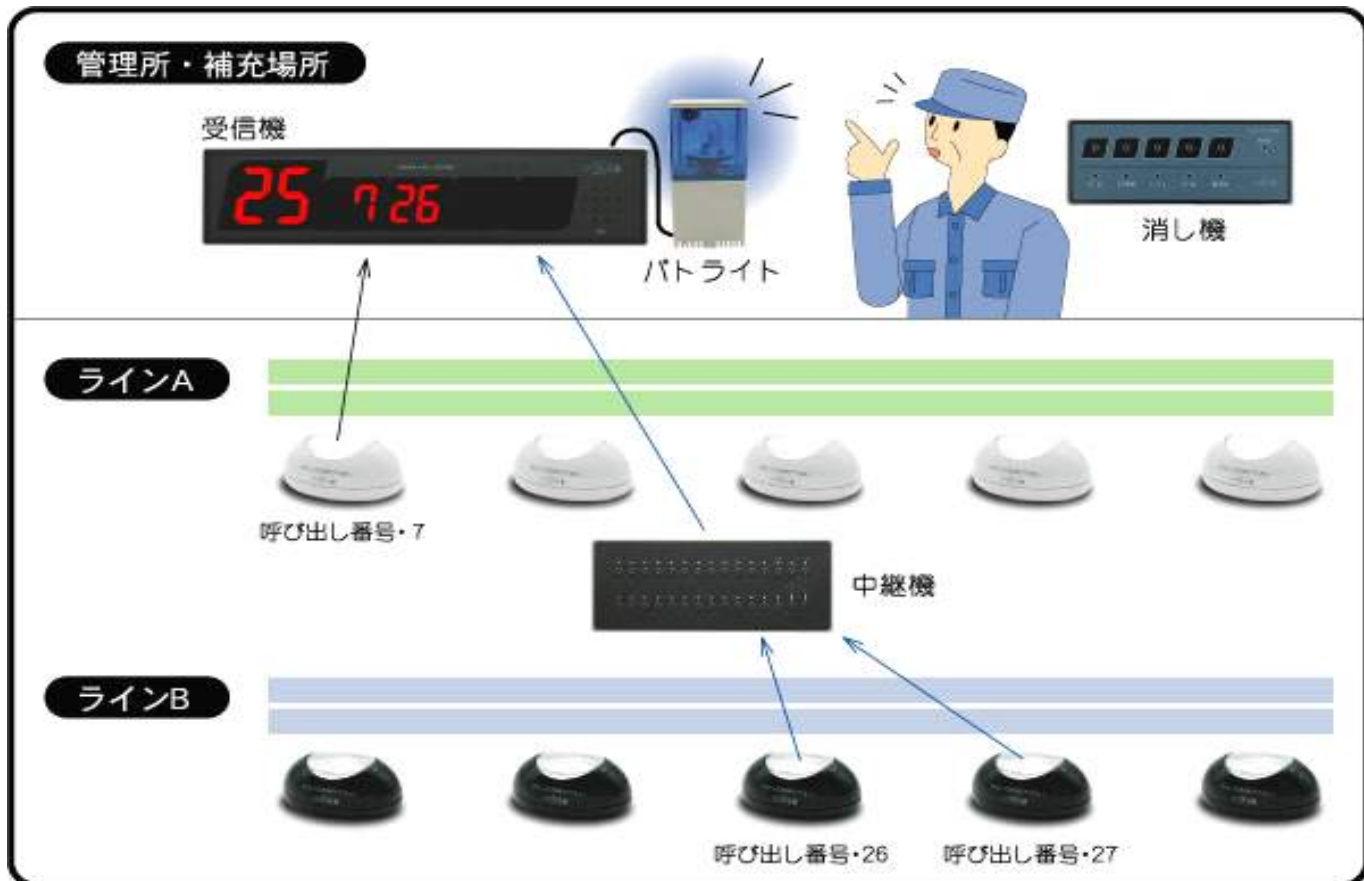 管理所・補充場所
受信機
25 7 26
パトライト
消し機
ラインA
呼び出し番号・7
中継機
ラインB
呼び出し番号・26
呼び出し番号・27